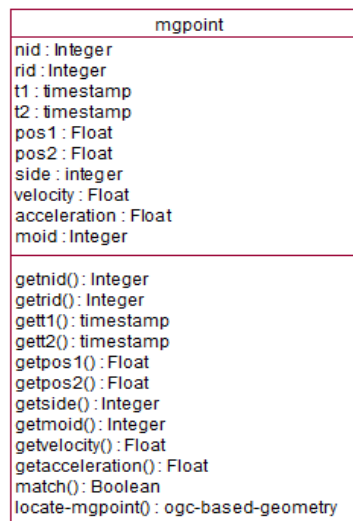 mgpoint
nid : Integer
rid : Integer
t1 : timestamp
t2 : timestamp
pos1 : Float
pos2 : Float
side : integer
velocity : Float
acceleration : Float
moid : Integer
getnid() : Integer
getrid() : Integer
gett1() : timestamp
gett2() : timestamp
getpos1() : Float
getpos2() : Float
getside() : Integer
getmoid() : Integer
getvelocity() : Float
getacceleration() : Float
match() : Boolean
locate-mgpoint() : ogc-based-geometry